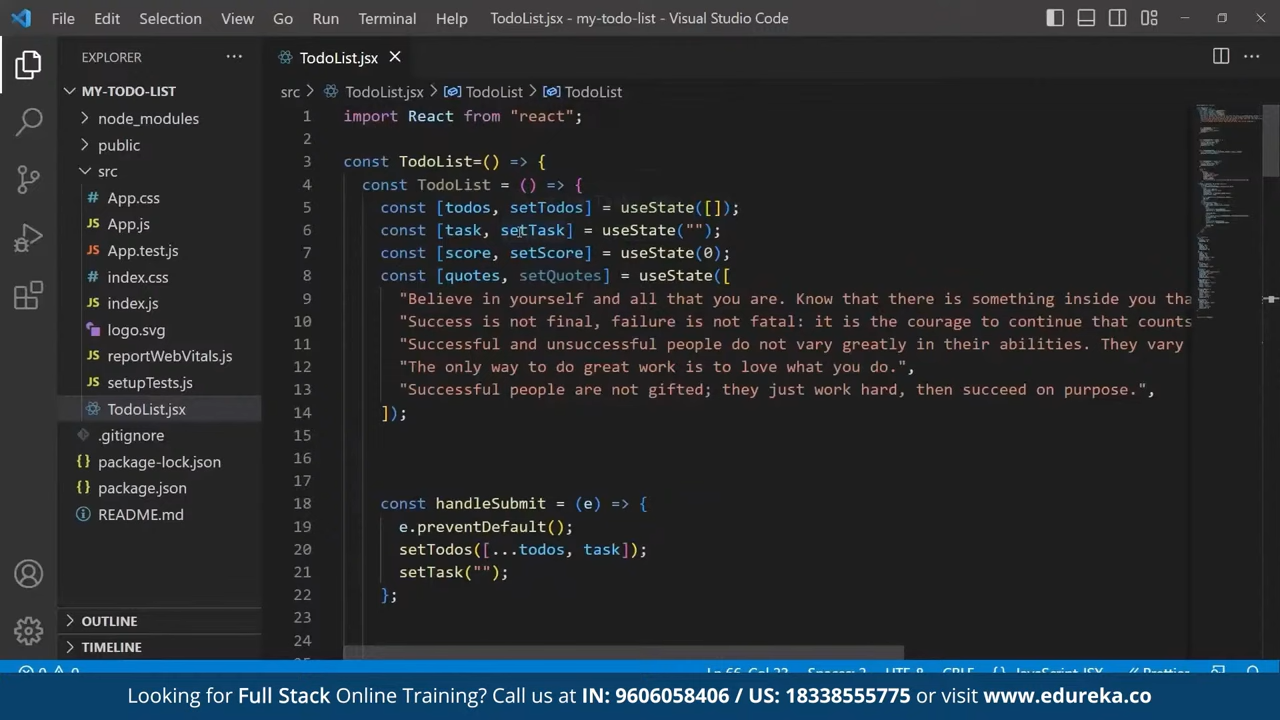 File Edit Selection View Go Run Terminal Help TodoList.jsx - my-todo-list - Visual Studio Code
EXPLORER ... TodoList.jsx
MY-TODO-LIST
node_modules
public
src
App.css
App.js
App.test.js
index.css
index.js
logo.svg
reportWebVitals.js
setupTests.js
TodoList.jsx
.gitignore
package-lock.json
package.json
README.md
OUTLINE
TIMELINE
src > TodoList.jsx > TodoList > TodoList
1 import React from "react";
2
3 const TodoList=() => {
4 const TodoList = () => {
5 const [todos, setTodos] = useState([]);
6 const [task, setTask] = useState("");
7 const [score, setScore] = useState(0);
8 const [quotes, setQuotes] = useState([
9 "Believe in yourself and all that you are. Know that there is something inside you tha
10 "Success is not final, failure is not fatal: it is the courage to continue that counts
11 "Successful and unsuccessful people do not vary greatly in their abilities. They vary
12 "The only way to do great work is to love what you do.",
13 "Successful people are not gifted; they just work hard, then succeed on purpose.",
14 ]);
15
16
17
18 const handleSubmit = (e) => {
19 e.preventDefault();
20 setTodos([...todos, task]);
21 setTask("");
22 };
23
24
Looking for Full Stack Online Training? Call us at IN: 9606058406 / US: 18338555775 or visit www.edureka.co